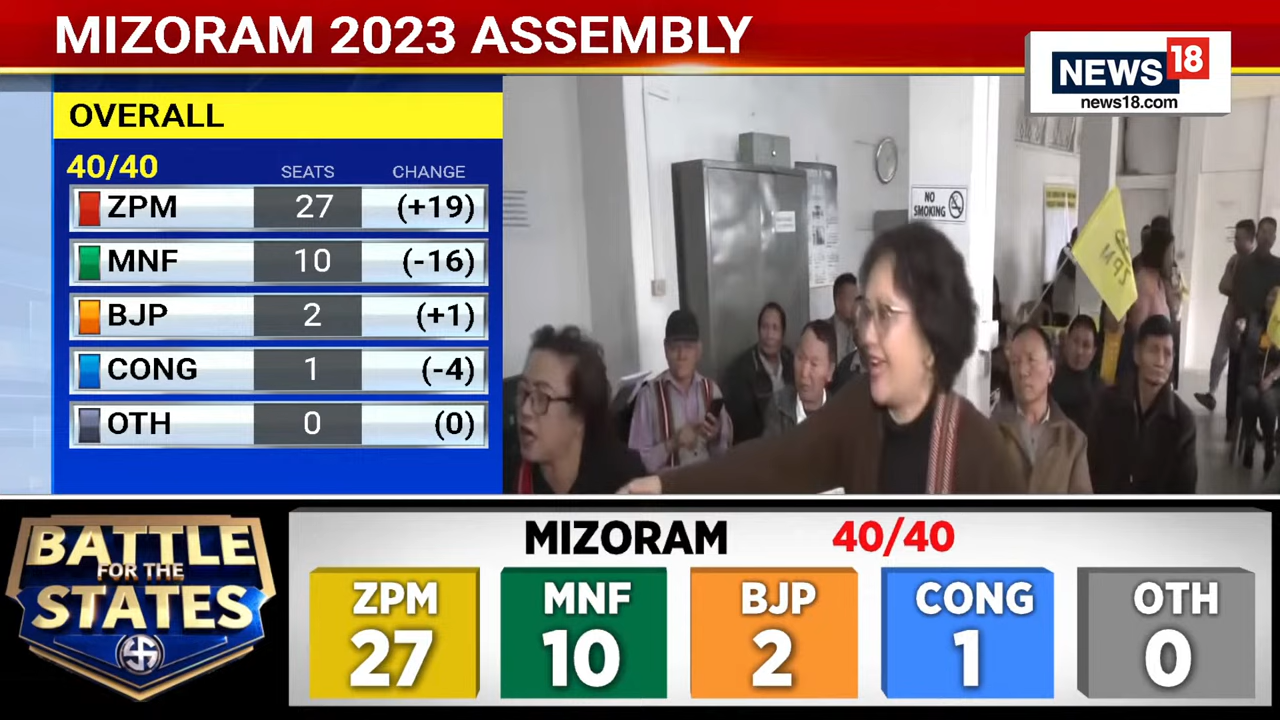 MIZORAM 2023 ASSEMBLY
NEWS 18
news18.com
OVERALL
40/40 SEATS CHANGE
ZPM 27 (+19)
MNF 10 (-16)
BJP 2 (+1)
CONG 1 (-4)
OTH 0 (0)
NO
SMOKING
BATTLE
FOR THE
STATES
MIZORAM 40/40
ZPM MNF BJP CONG OTH
27 10 2 1 0